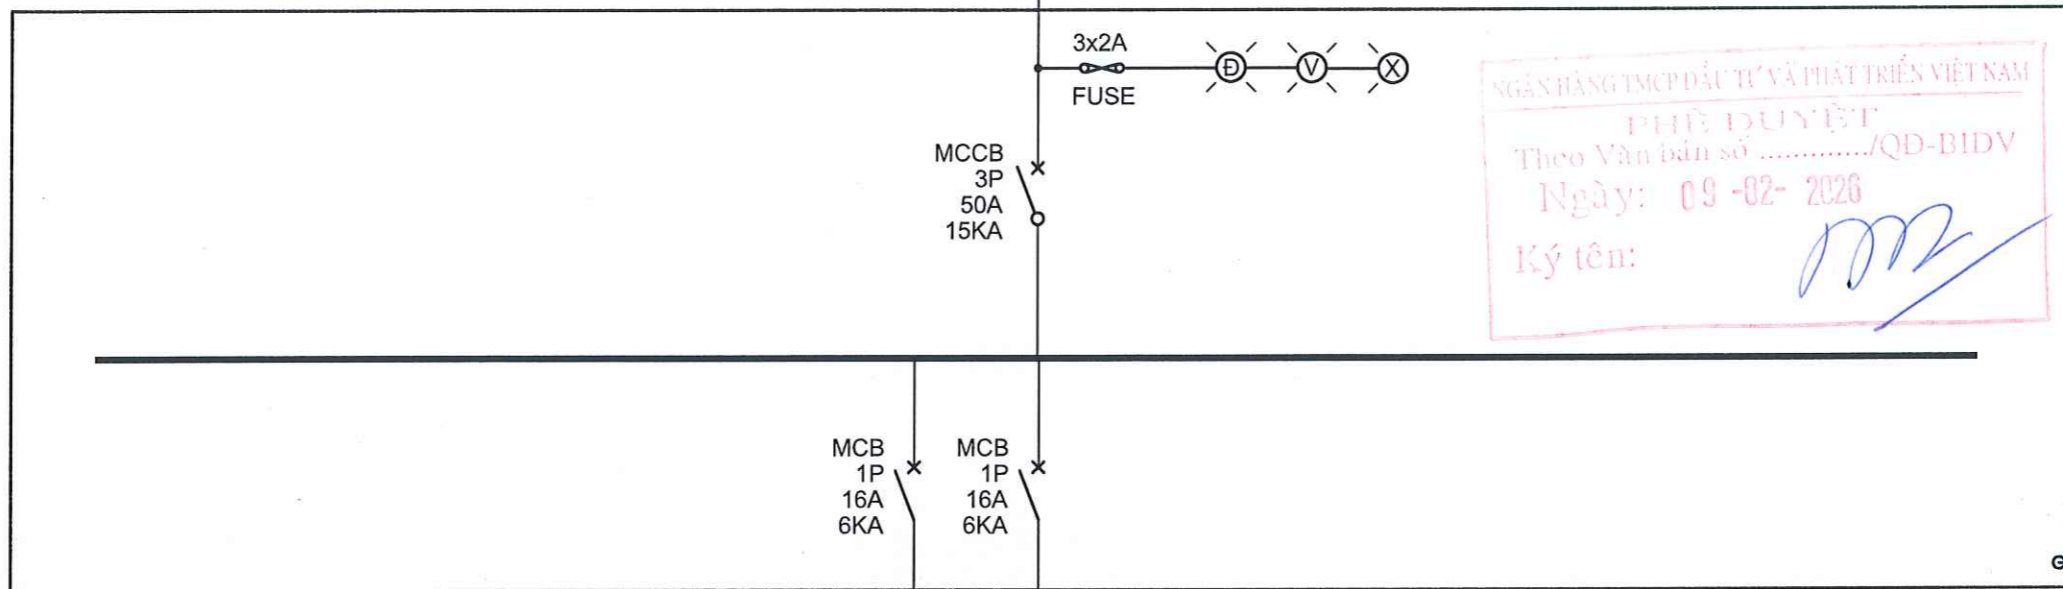 3x2A
Đ V X
FUSE
MCCB
3P
50A
15KA
NGÂN HÀNG TMCP ĐẦU TƯ VÀ PHÁT TRIỂN VIỆT NAM
PHÊ DUYỆT
Theo Văn bản số ............./QĐ-BIDV
Ngày: 09 -02- 2026
Ký tên:
MCB
1P
16A
6KA
MCB
1P
16A
6KA
G